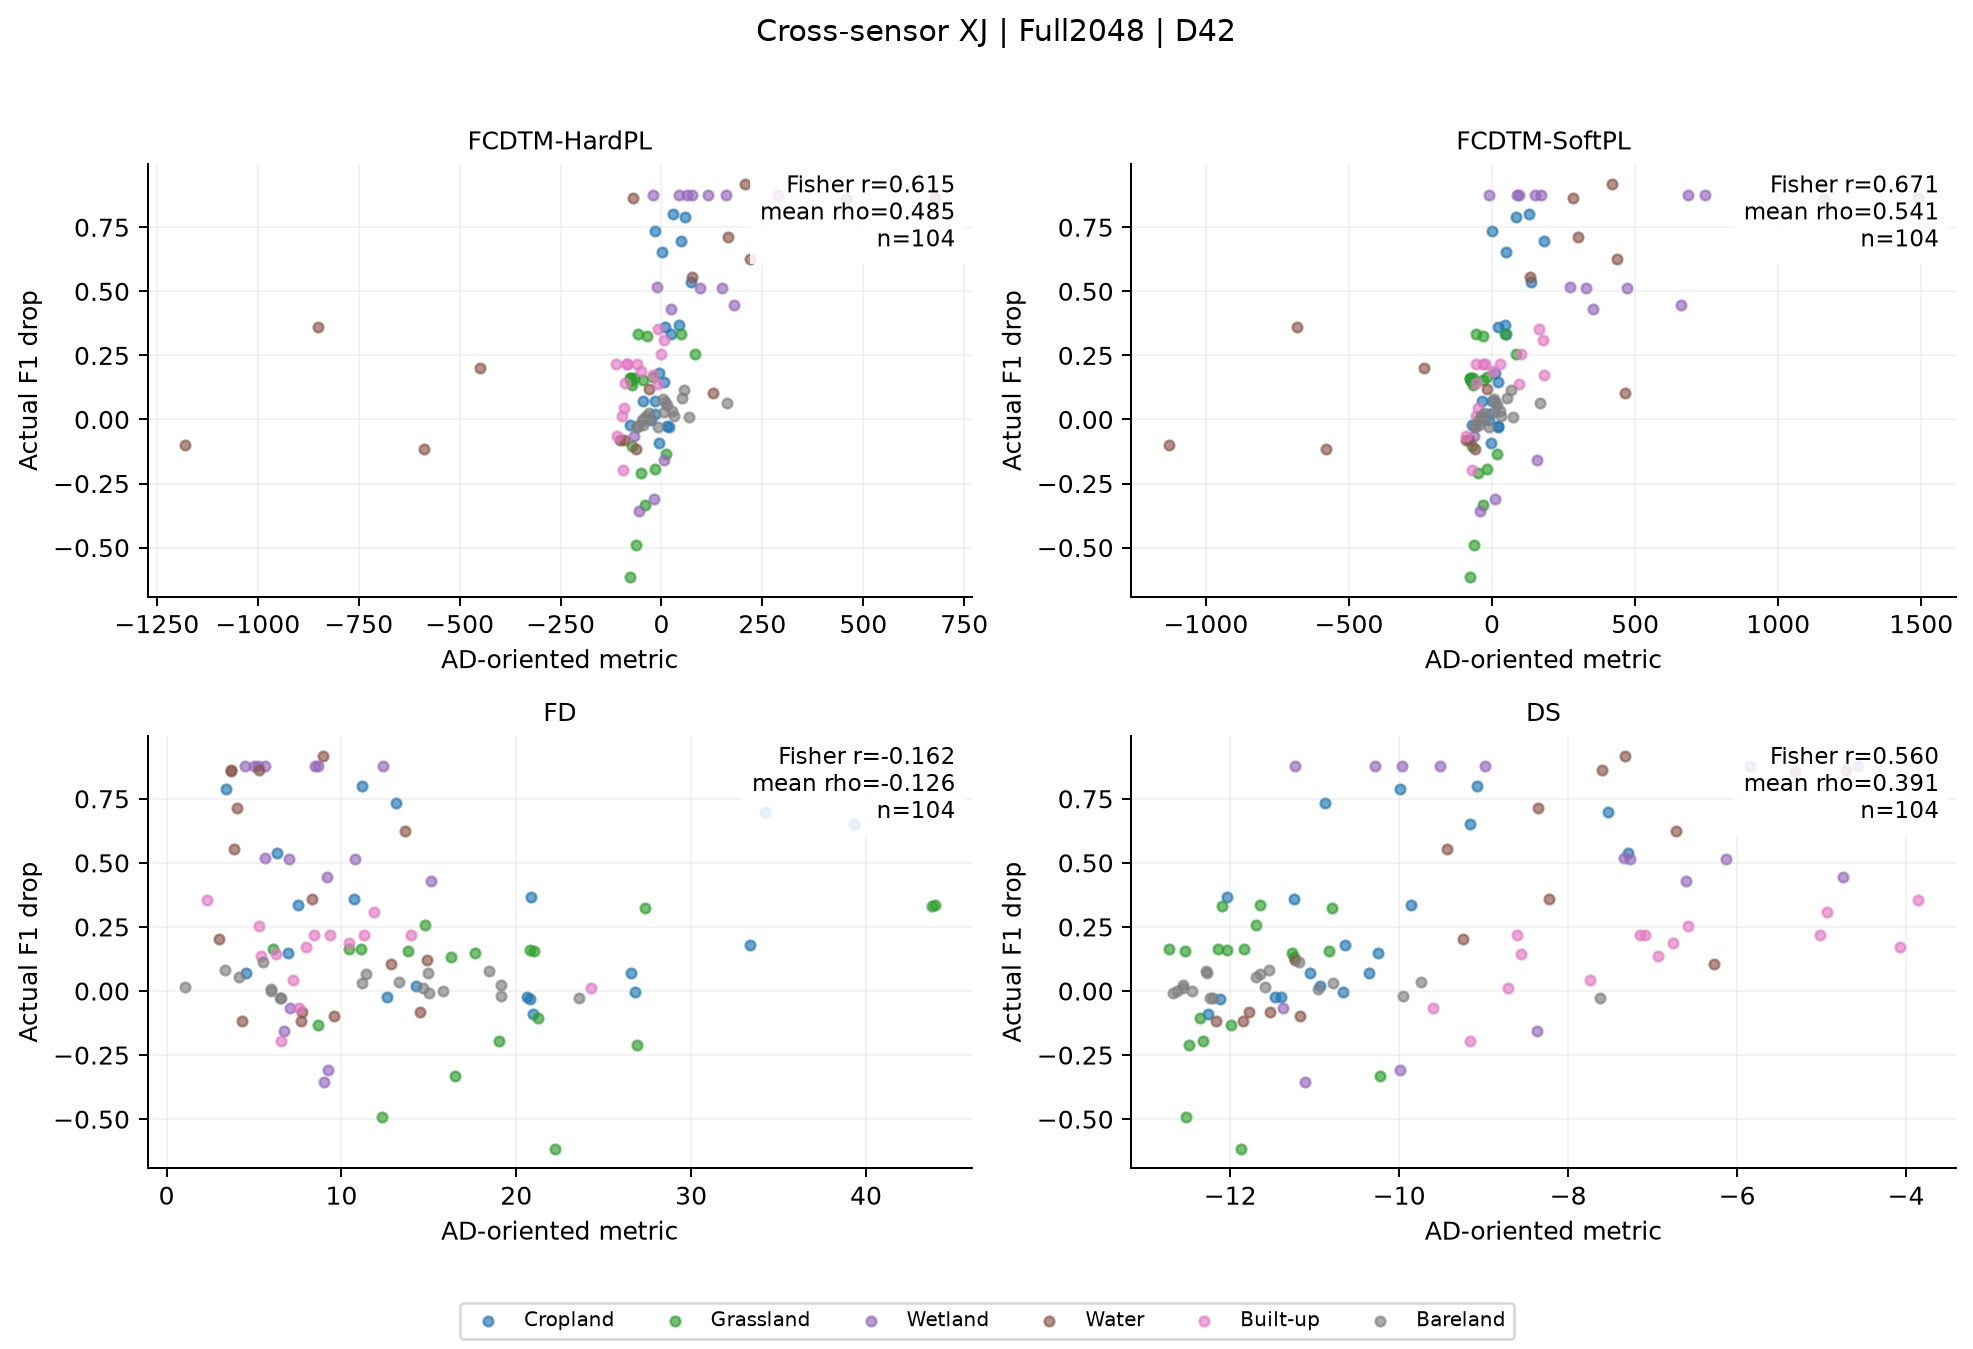 Cross-sensor XJ | Full2048 | D42
FCDTM-HardPL
Fisher r=0.615
mean rho=0.485
n=104
Actual F1 drop
0.75
0.50
0.25
0.00
−0.25
−0.50
−1250 −1000 −750 −500 −250 0 250 500 750
AD-oriented metric
FCDTM-SoftPL
Fisher r=0.671
mean rho=0.541
n=104
Actual F1 drop
0.75
0.50
0.25
0.00
−0.25
−0.50
−1000 −500 0 500 1000 1500
AD-oriented metric
FD
Fisher r=-0.162
mean rho=-0.126
n=104
Actual F1 drop
0.75
0.50
0.25
0.00
−0.25
−0.50
0 10 20 30 40
AD-oriented metric
DS
Fisher r=0.560
mean rho=0.391
n=104
Actual F1 drop
0.75
0.50
0.25
0.00
−0.25
−0.50
−12 −10 −8 −6 −4
AD-oriented metric
Cropland Grassland Wetland Water Built-up Bareland